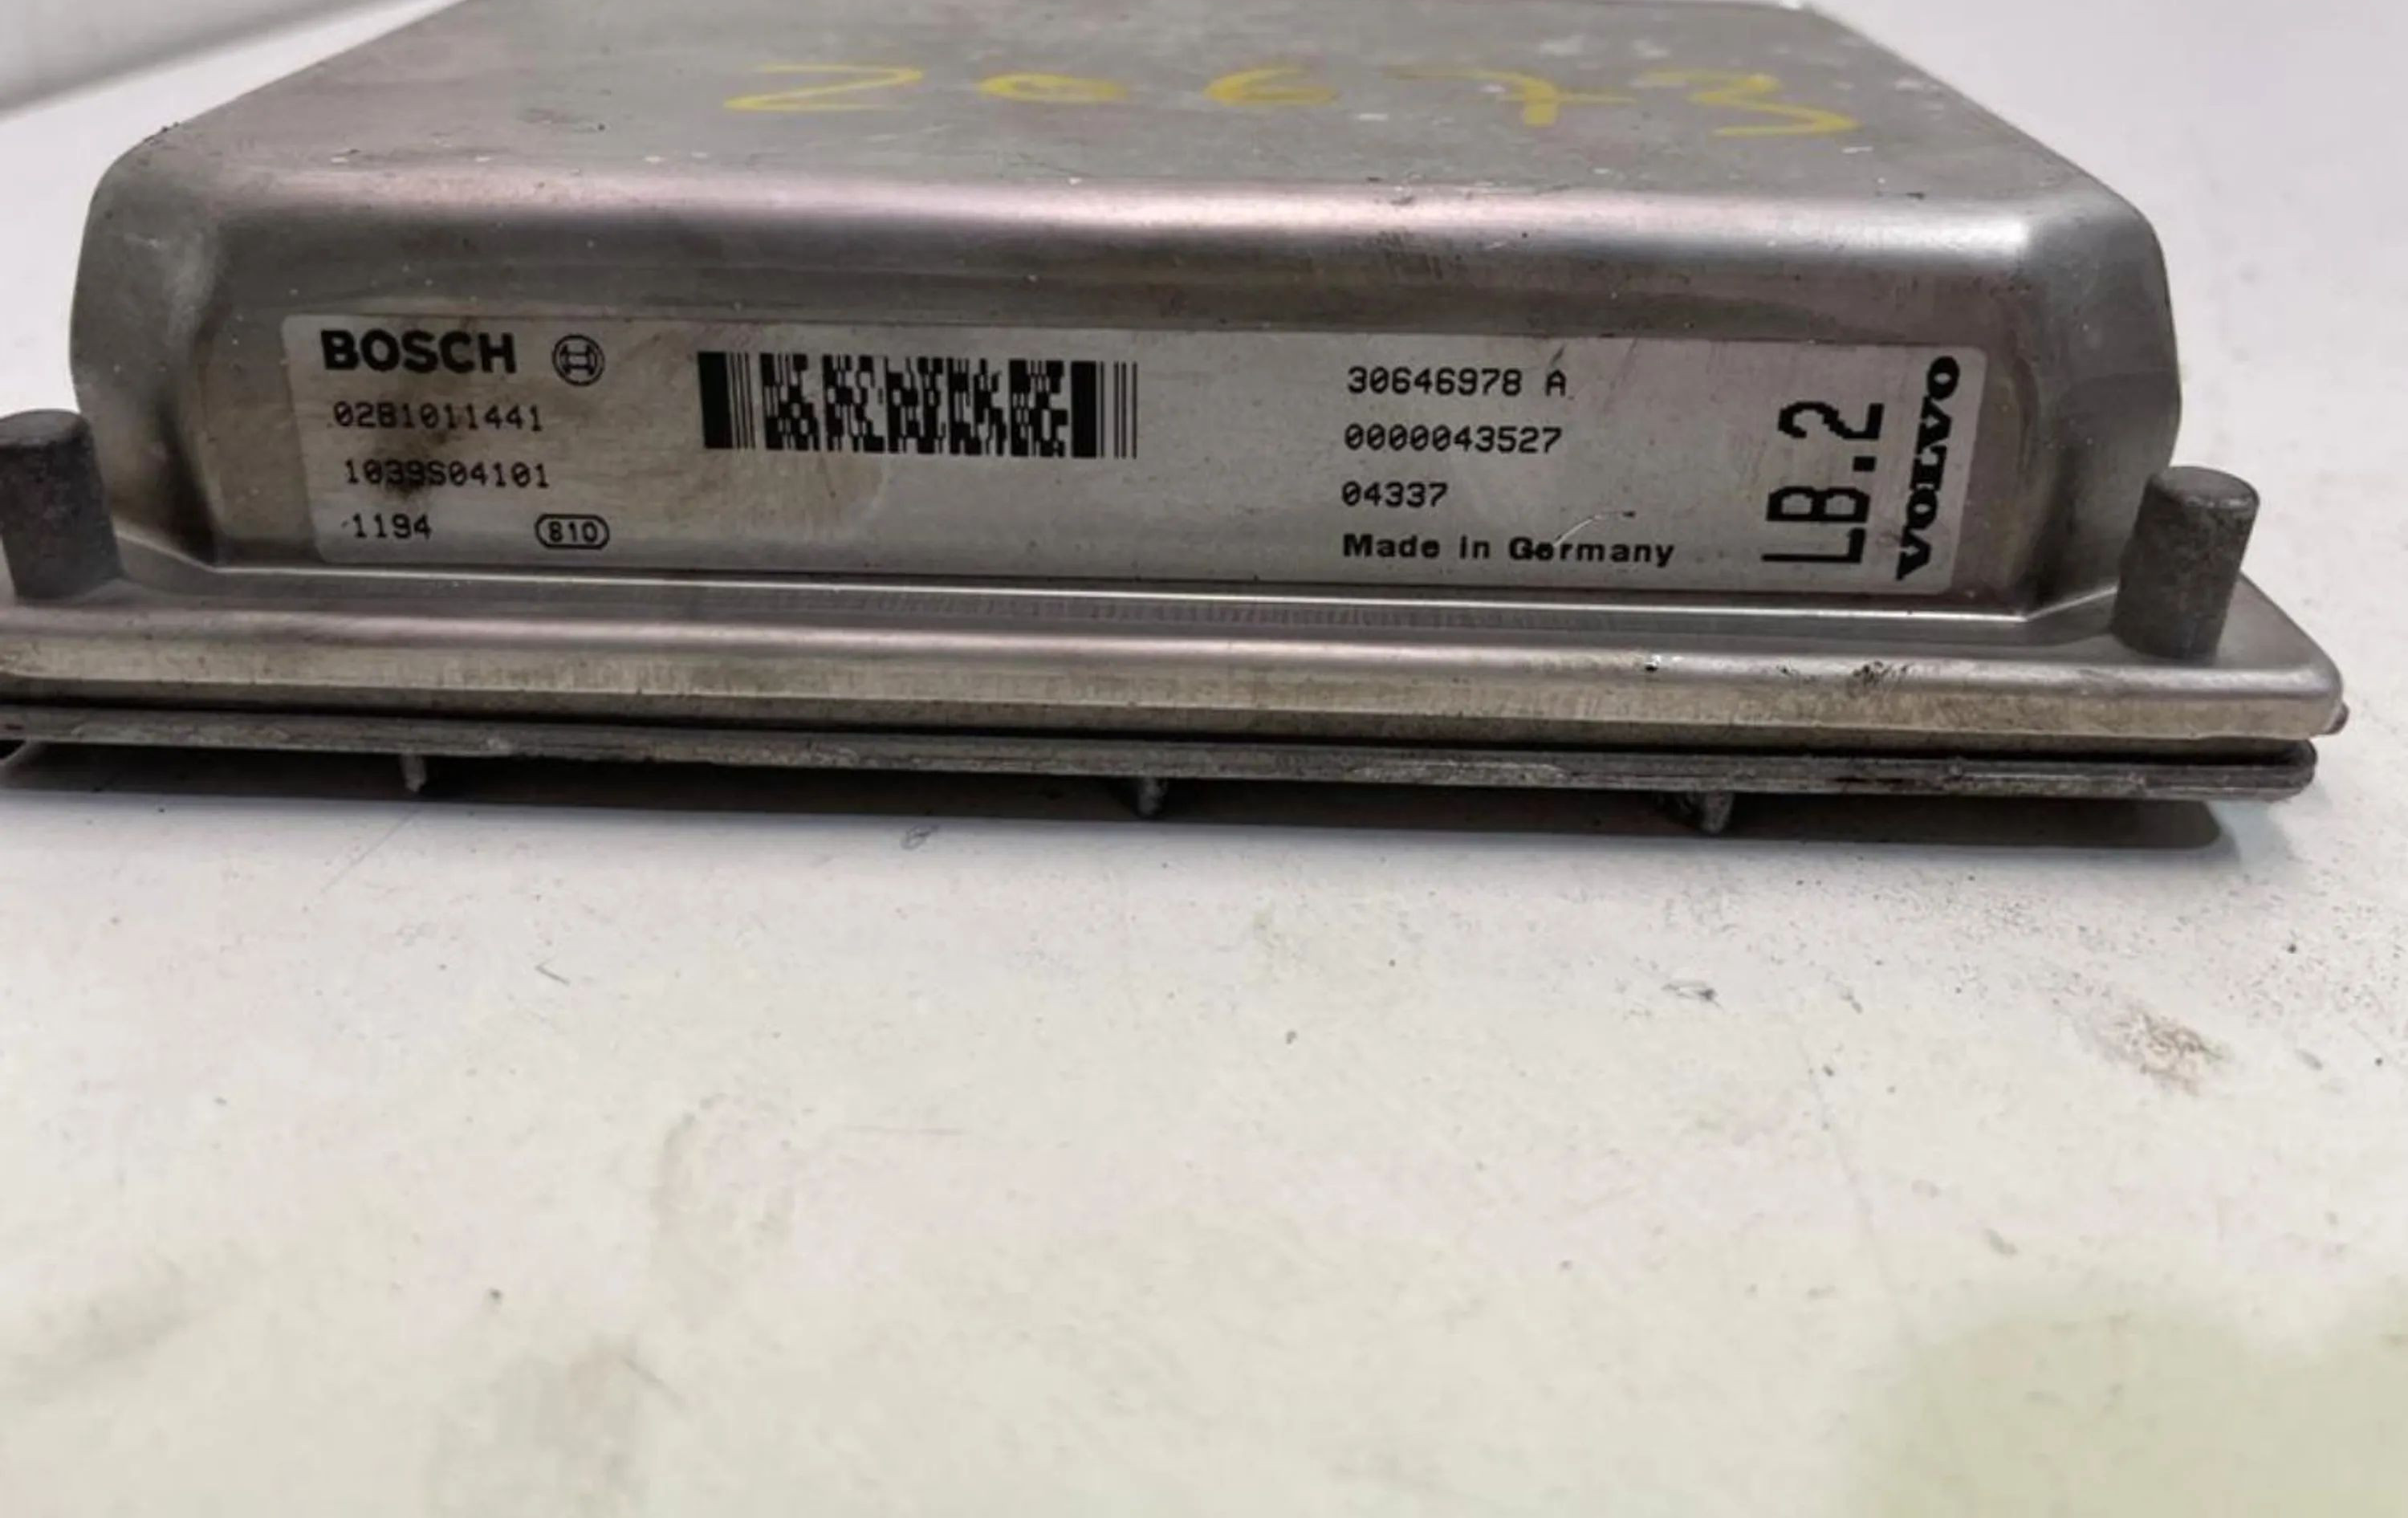 20673
BOSCH
0281011441
1039S04101
1194 810
30646978 A
0000043527
04337
Made in Germany
LB.2
VOLVO